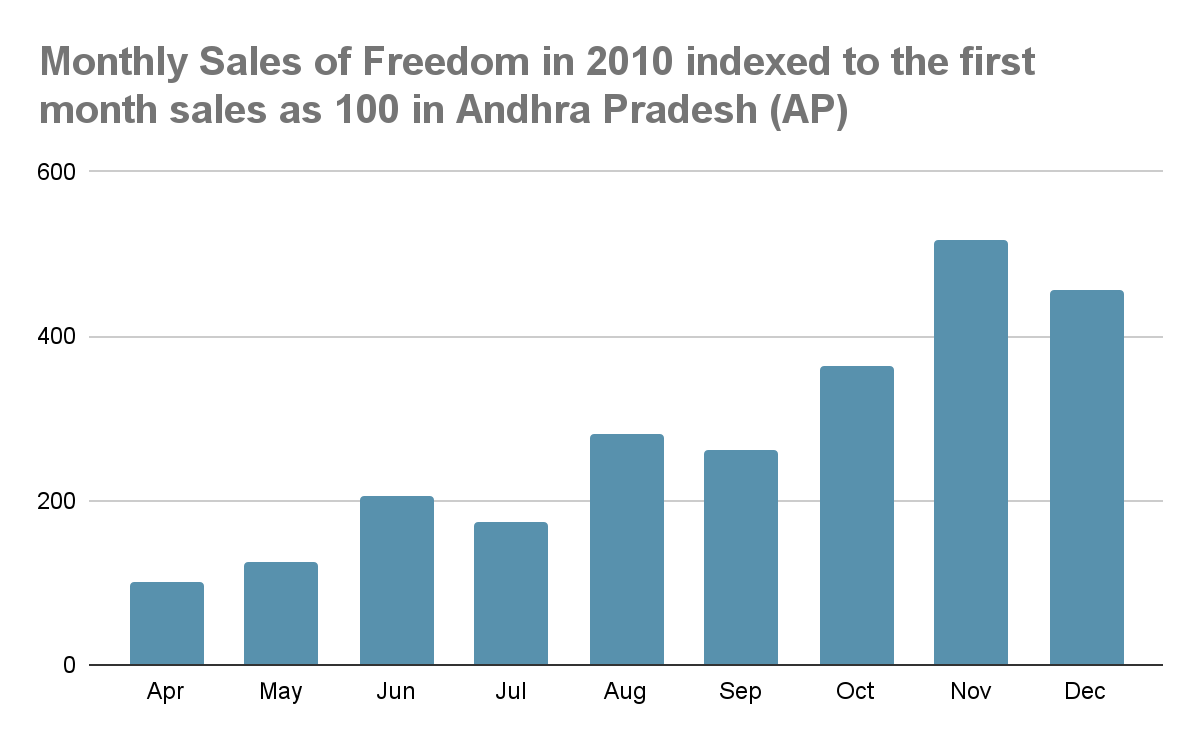 Monthly Sales of Freedom in 2010 indexed to the first
month sales as 100 in Andhra Pradesh (AP)
600
400
200
0
Apr May Jun Jul Aug Sep Oct Nov Dec